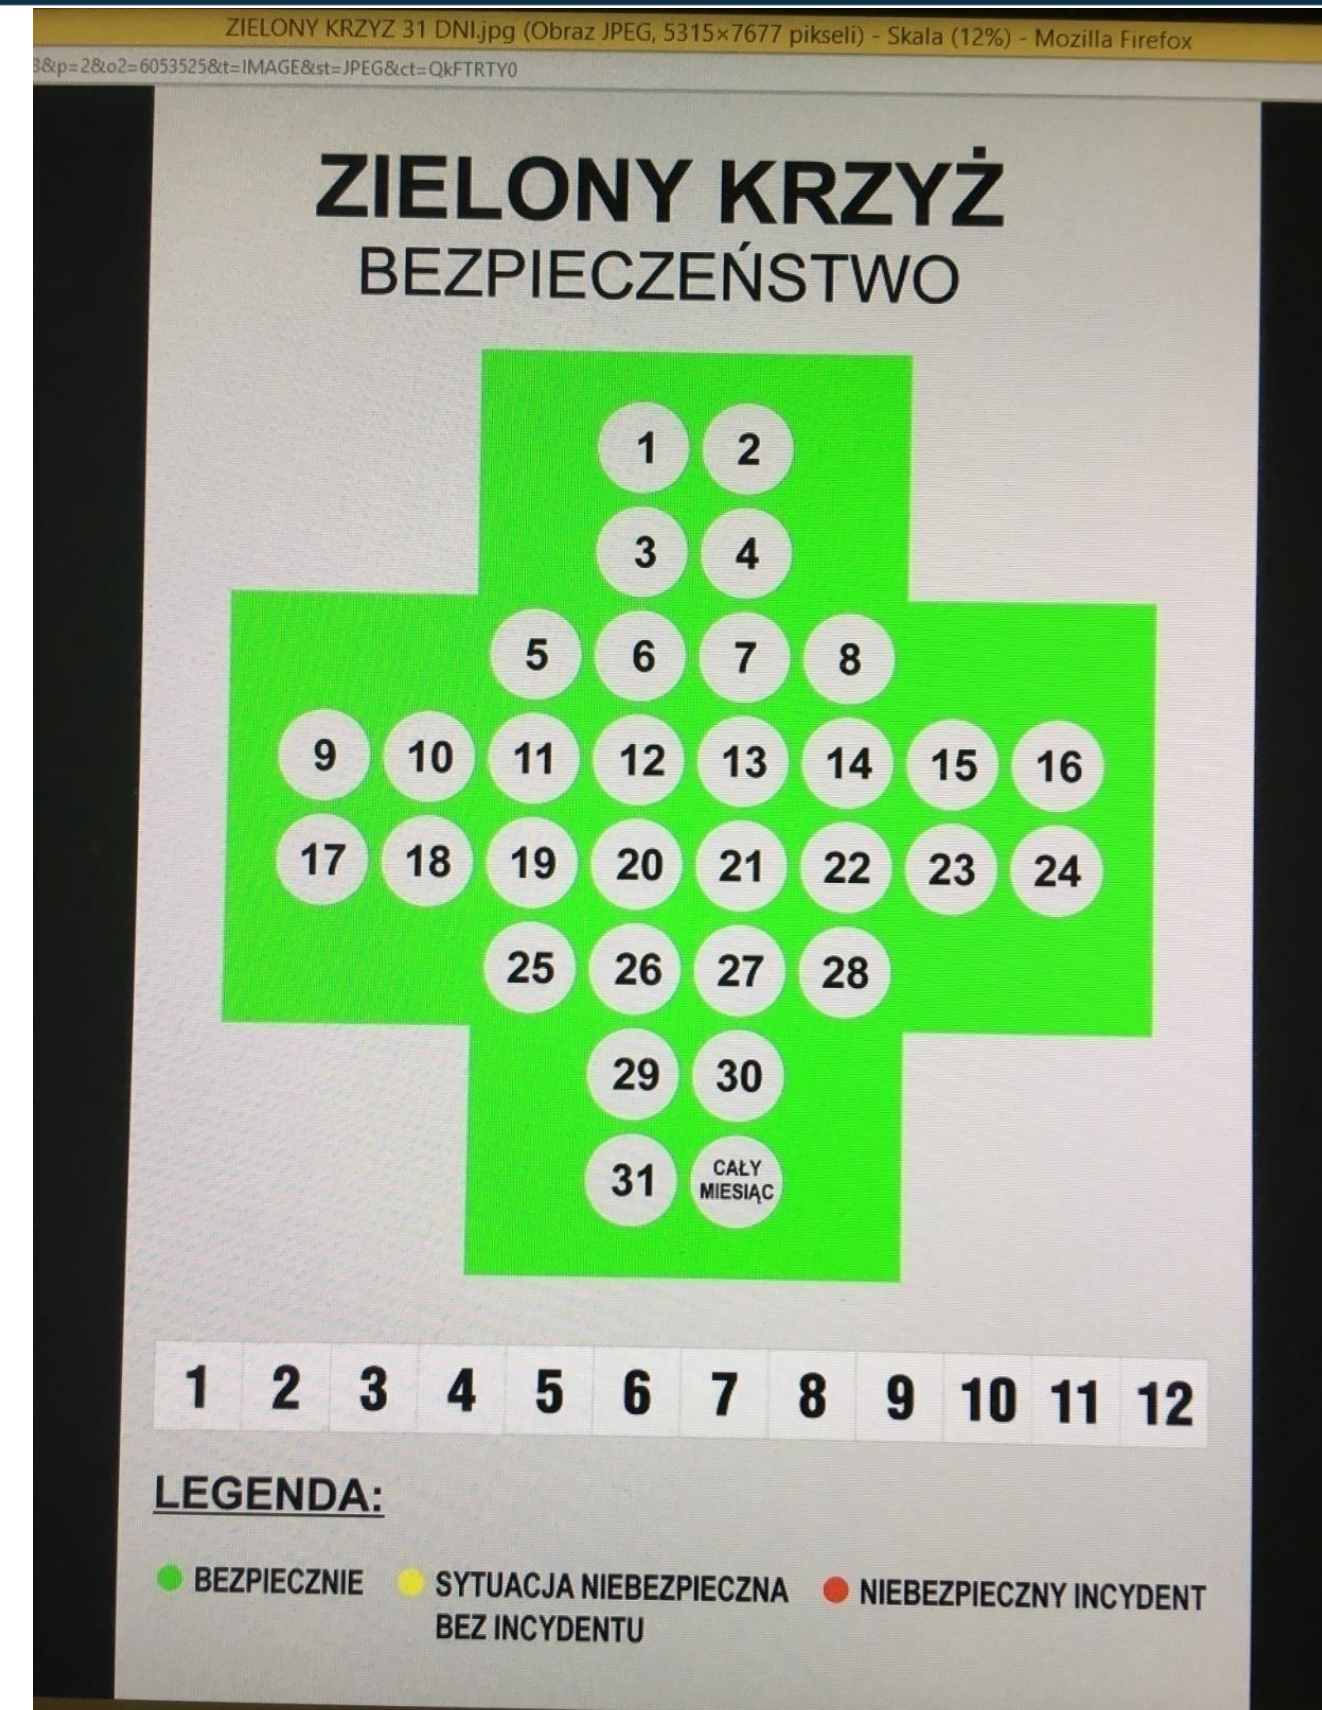 ZIELONY KRZYZ 31 DNI.jpg (Obraz JPEG, 5315×7677 pikseli) - Skala (12%) - Mozilla Firefox
3&p=2&o2=6053525&t=IMAGE&st=JPEG&ct=QkFTRTY0
ZIELONY KRZYŻ
BEZPIECZEŃSTWO
1 2
3 4
5 6 7 8
9 10 11 12 13 14 15 16
17 18 19 20 21 22 23 24
25 26 27 28
29 30
31 CAŁY
MIESIĄC
1 2 3 4 5 6 7 8 9 10 11 12
LEGENDA:
BEZPIECZNIE SYTUACJA NIEBEZPIECZNA NIEBEZPIECZNY INCYDENT
BEZ INCYDENTU